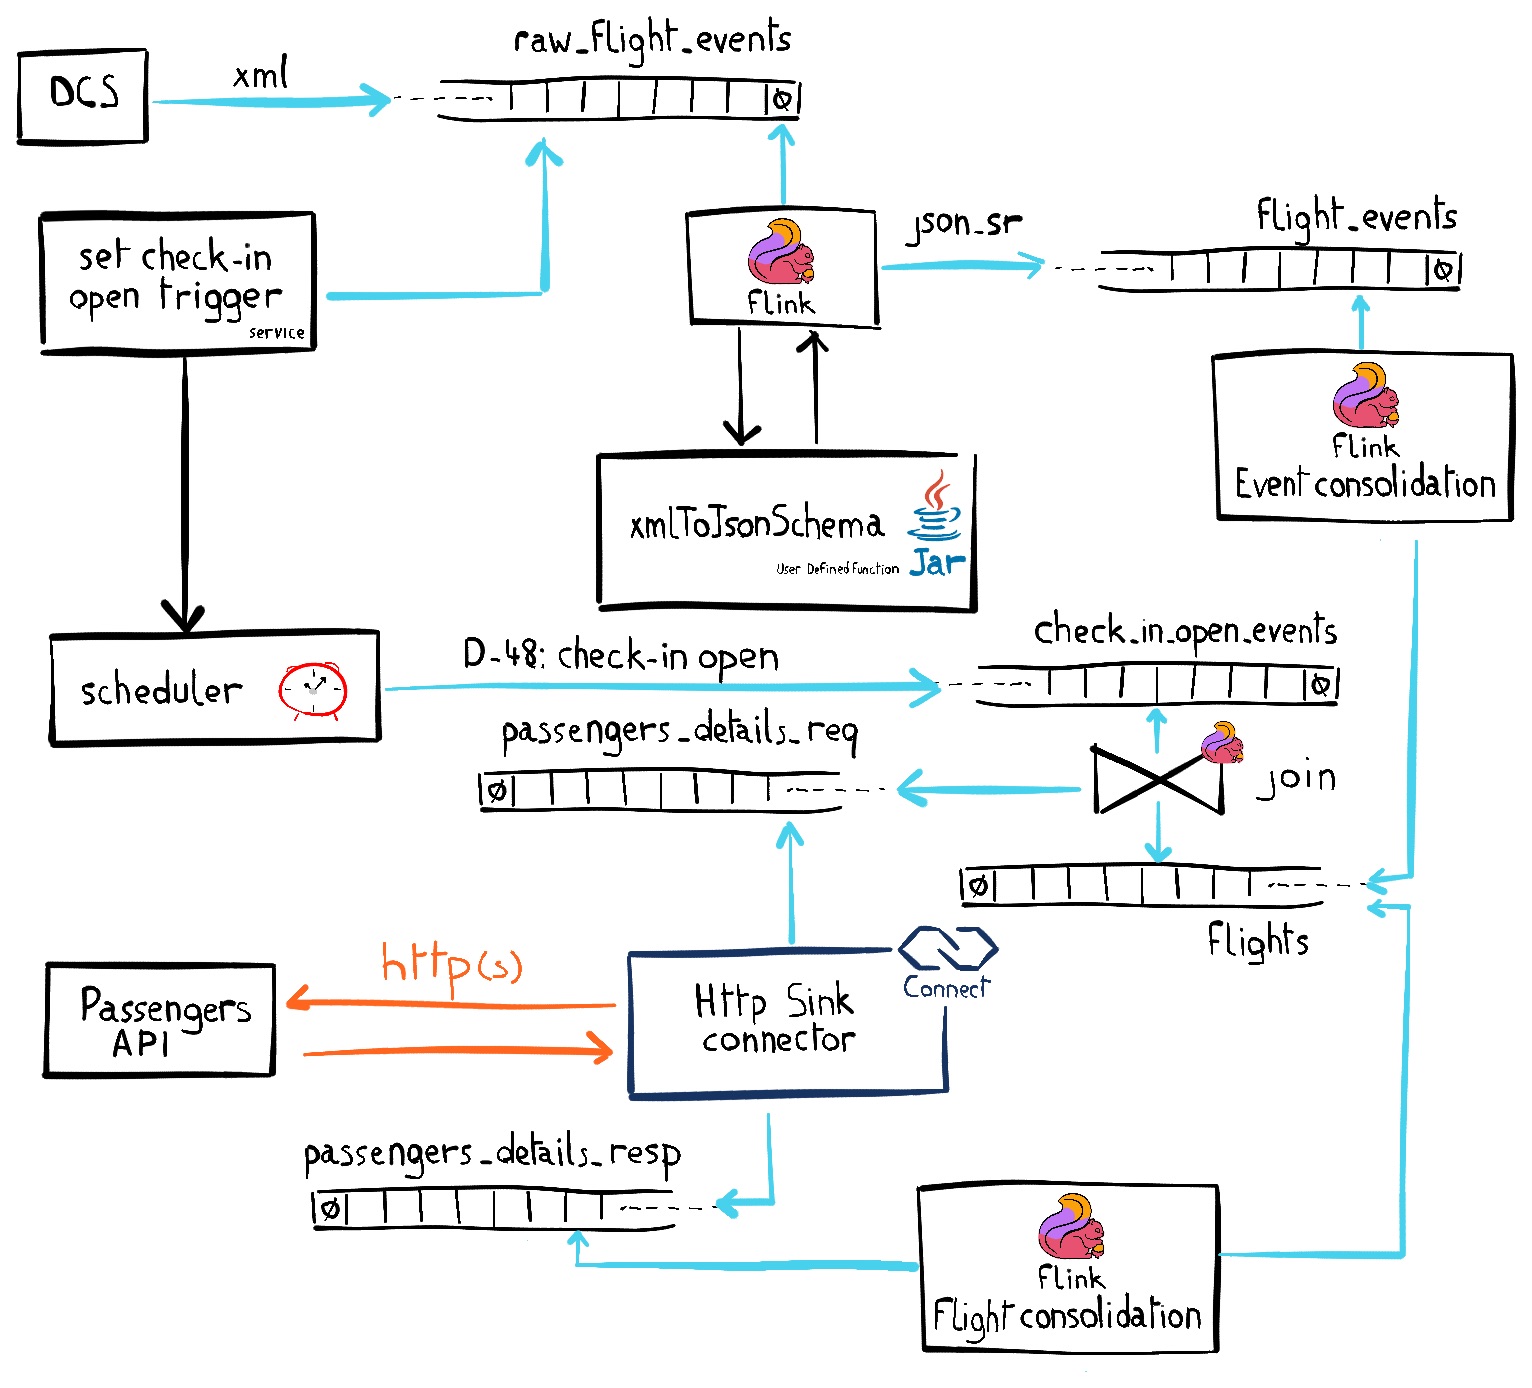 raw_flight_events
DCS
xml
Ø
set check-in
open trigger
service
Flink
json_sr
flight_events
Ø
Flink
Event consolidation
xmlToJsonSchema
User Defined Function
Jar
scheduler
D-48: check-in open
check_in_open_events
Ø
passengers_details_req
Ø
join
Ø
flights
Passengers
API
http(s)
Http Sink
connector
Connect
passengers_details_resp
Ø
Flink
Flight consolidation